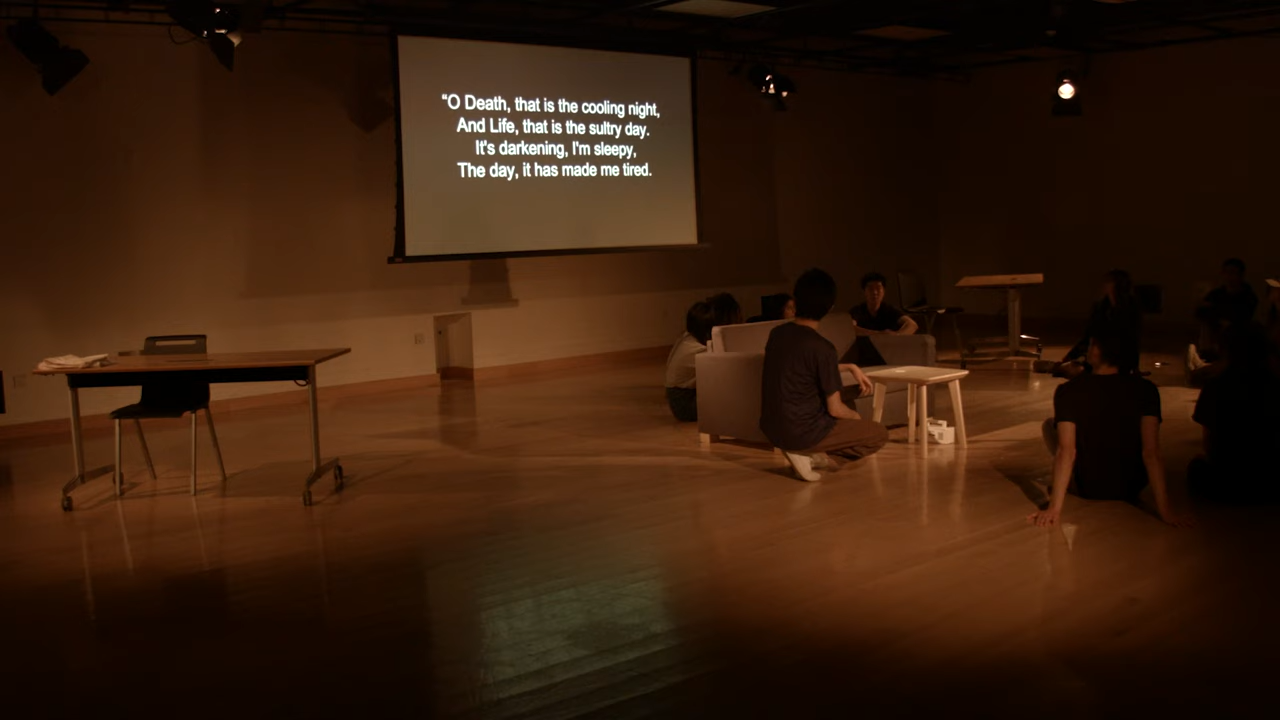 “O Death, that is the cooling night,
And Life, that is the sultry day.
It's darkening, I'm sleepy,
The day, it has made me tired.